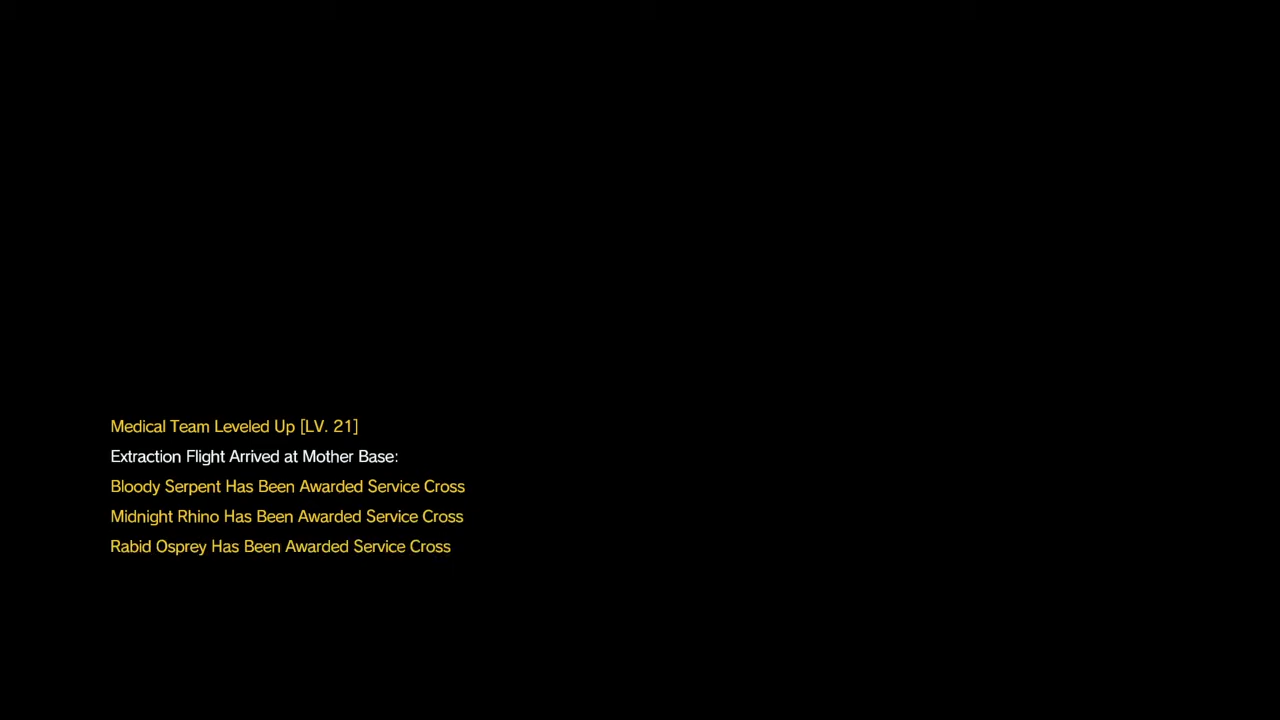 Medical Team Leveled Up [LV. 21]
Extraction Flight Arrived at Mother Base:
Bloody Serpent Has Been Awarded Service Cross
Midnight Rhino Has Been Awarded Service Cross
Rabid Osprey Has Been Awarded Service Cross